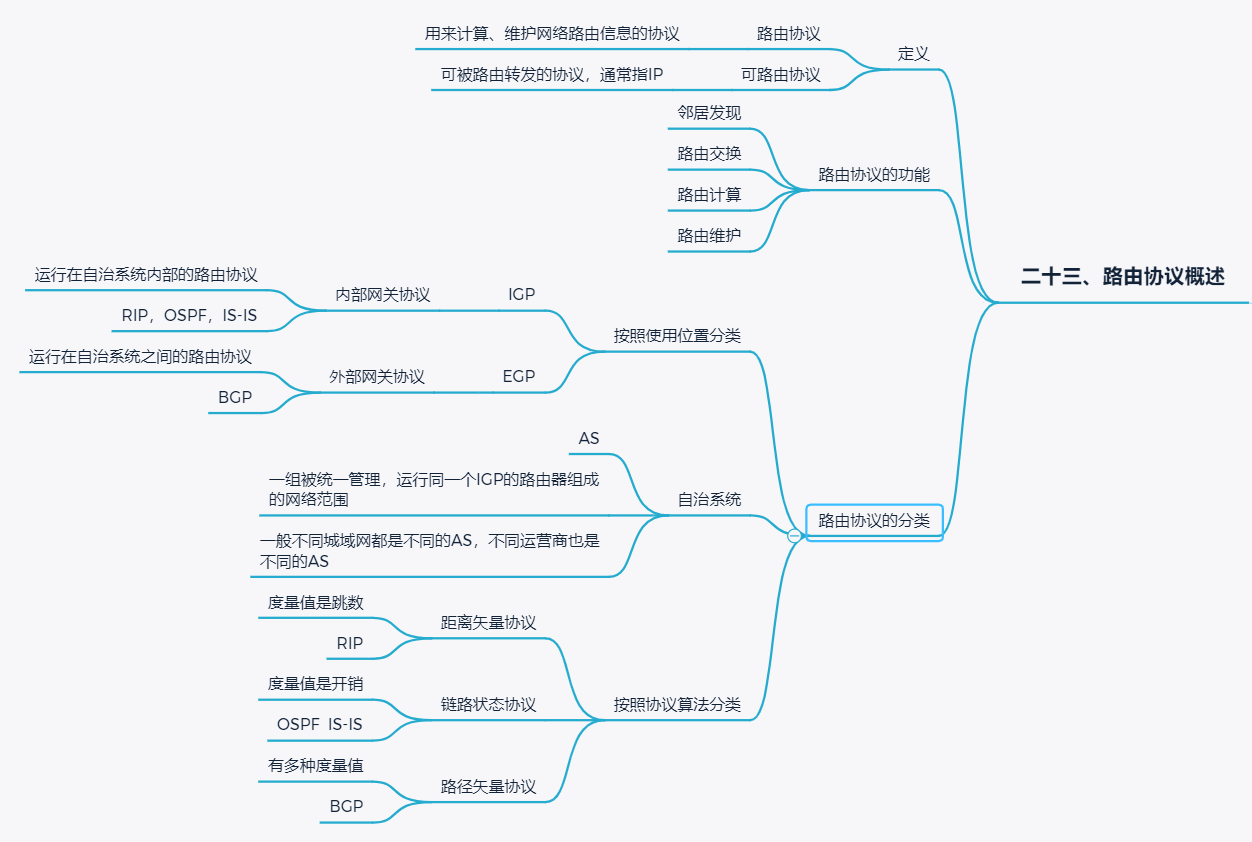 二十三、路由协议概述
定义
路由协议
用来计算、维护网络路由信息的协议
可路由协议
可被路由转发的协议，通常指IP
路由协议的功能
邻居发现
路由交换
路由计算
路由维护
路由协议的分类
按照使用位置分类
IGP
内部网关协议
运行在自治系统内部的路由协议
RIP，OSPF，IS-IS
EGP
外部网关协议
运行在自治系统之间的路由协议
BGP
自治系统
AS
一组被统一管理，运行同一个IGP的路由器组成
的网络范围
一般不同城域网都是不同的AS，不同运营商也是
不同的AS
按照协议算法分类
距离矢量协议
度量值是跳数
RIP
链路状态协议
度量值是开销
OSPF  IS-IS
路径矢量协议
有多种度量值
BGP